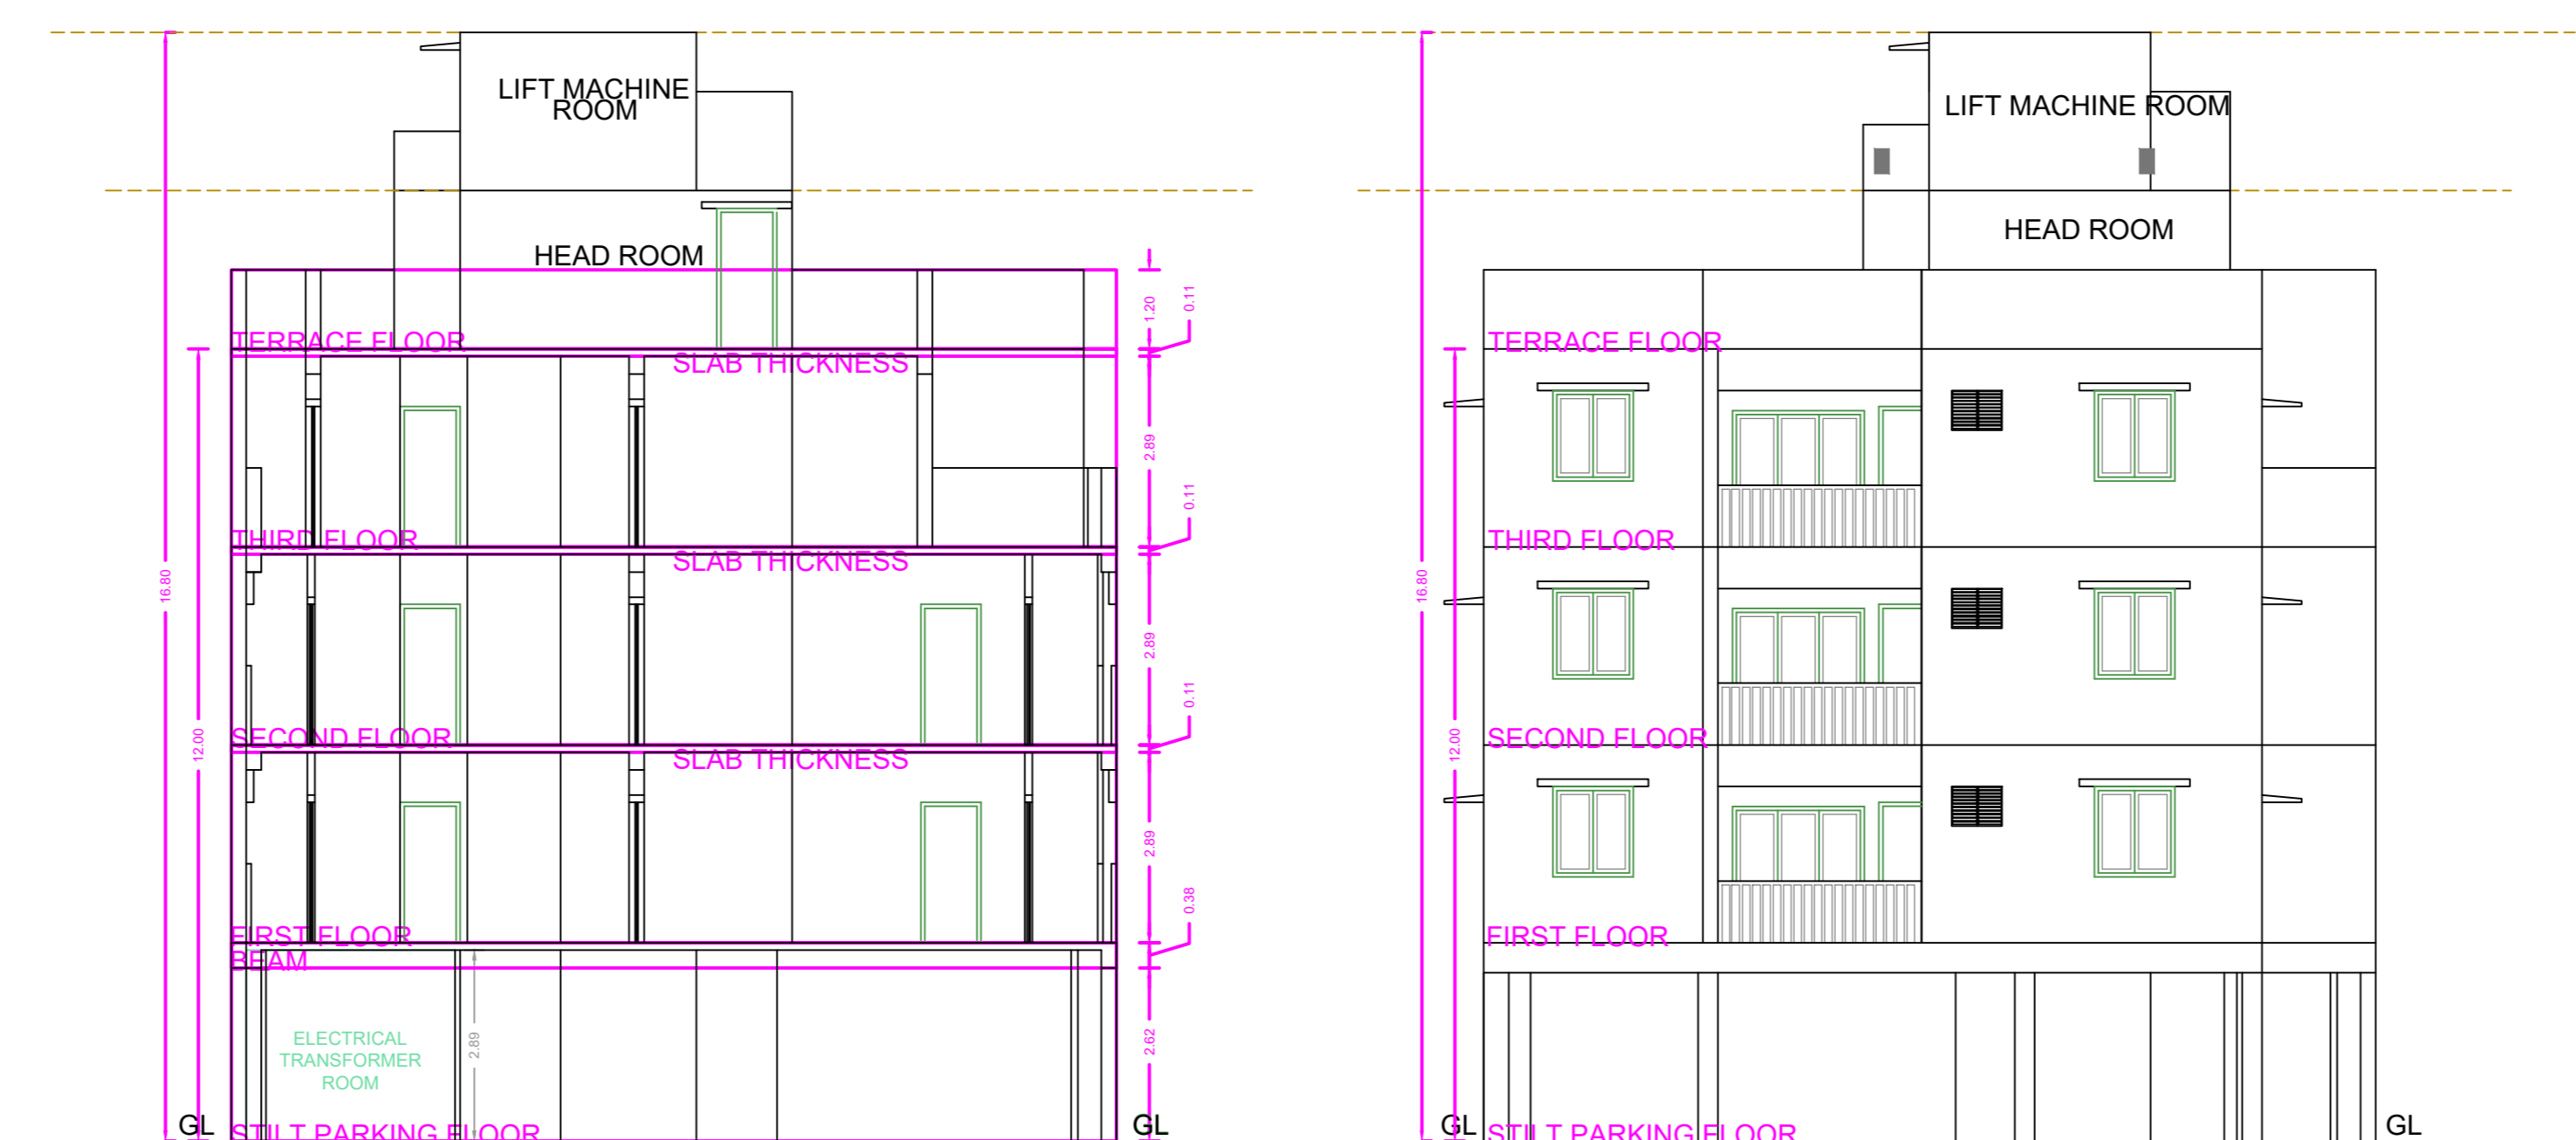 LIFT MACHINE
ROOM
HEAD ROOM
TERRACE FLOOR
SLAB THICKNESS
THIRD FLOOR
SLAB THICKNESS
SECOND FLOOR
SLAB THICKNESS
FIRST FLOOR
BEAM
ELECTRICAL
TRANSFORMER
ROOM
STILT PARKING FLOOR
GL
GL
16.80
12.00
2.89
1.20
0.11
2.89
0.11
2.89
0.11
2.89
0.38
2.62
LIFT MACHINE ROOM
HEAD ROOM
TERRACE FLOOR
THIRD FLOOR
SECOND FLOOR
FIRST FLOOR
STILT PARKING FLOOR
GL
GL
16.80
12.00